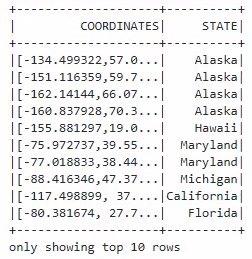 +--------------------+----------+
|         COORDINATES|     STATE|
+--------------------+----------+
|[-134.499322,57.0...|    Alaska|
|[-151.116359,59.7...|    Alaska|
|[-162.14144,66.07...|    Alaska|
|[-160.837928,70.3...|    Alaska|
|[-155.881297,19.0...|    Hawaii|
|[-75.972737,39.55...|  Maryland|
|[-77.018833,38.44...|  Maryland|
|[-88.416346,47.37...|  Michigan|
|[-117.498899, 37....|California|
|[-80.381674, 27.7...|   Florida|
+--------------------+----------+
only showing top 10 rows